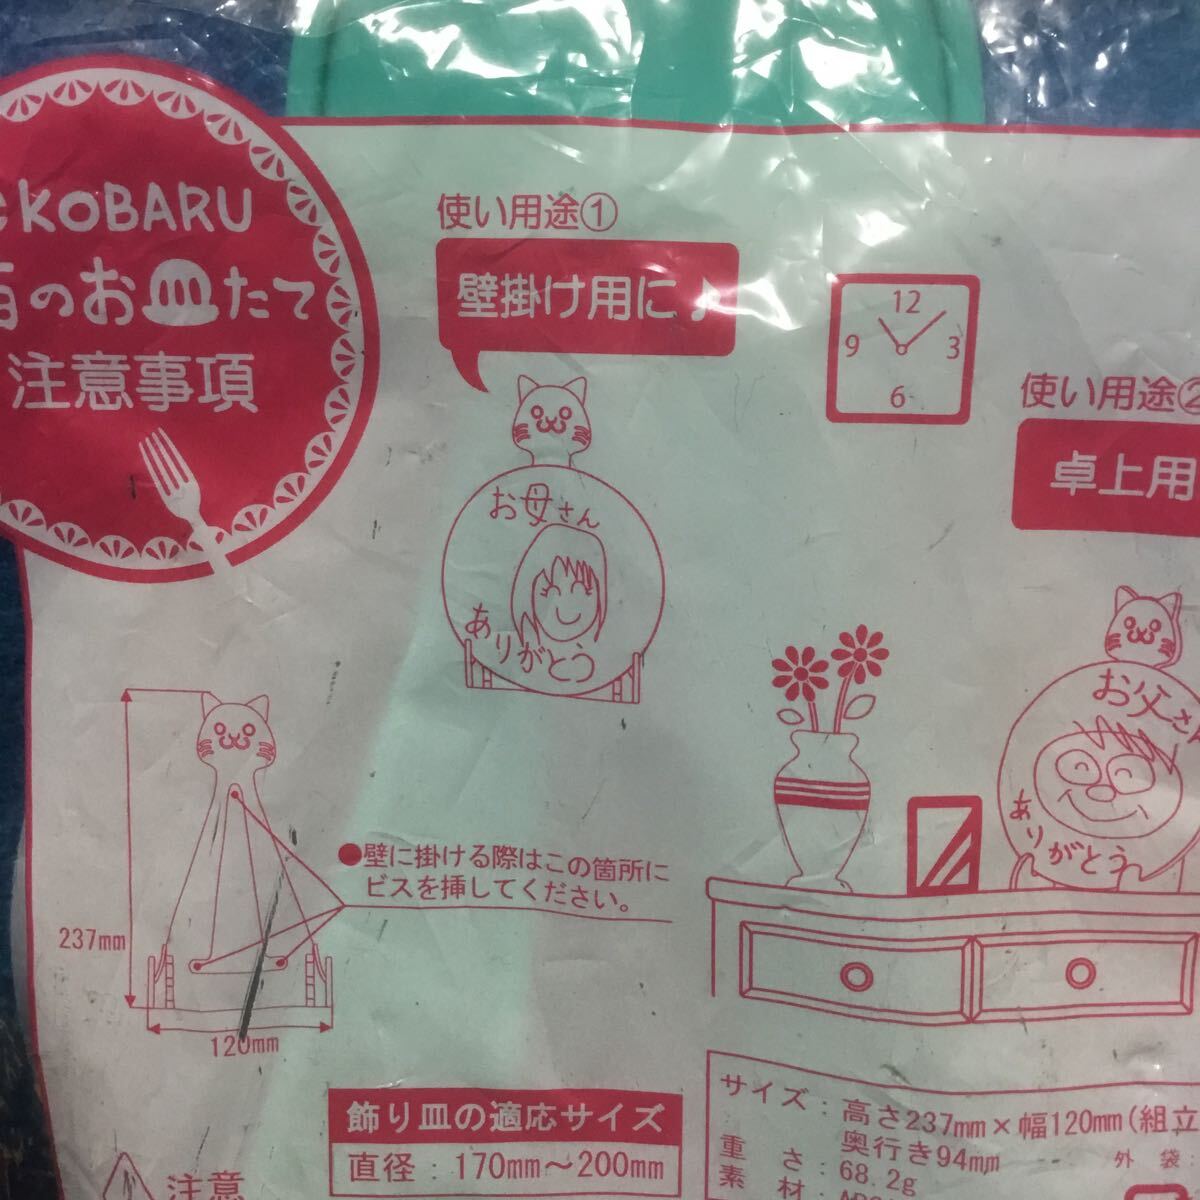 KOBARU
のお皿たて
注意事項
使い用途①
壁掛け用に♪
12
9 3
6
使い用途②
卓上用
お母さん
ありがとう
お父さん
ありがとう
●壁に掛ける際はこの箇所に
ビスを挿してください。
237mm
120mm
飾り皿の適応サイズ
直径：170mm～200mm
サイズ：高さ237mm×幅120mm(組立
奥行き94mm
重さ：68.2g
外袋：
素材：
注意